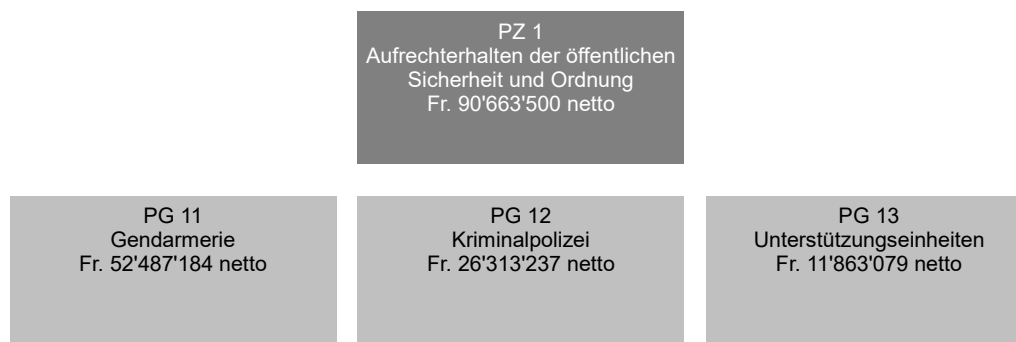 PZ 1
Aufrechterhalten der öffentlichen
Sicherheit und Ordnung
Fr. 90'663'500 netto
PG 11
Gendarmerie
Fr. 52'487'184 netto
PG 12
Kriminalpolizei
Fr. 26'313'237 netto
PG 13
Unterstützungseinheiten
Fr. 11'863'079 netto